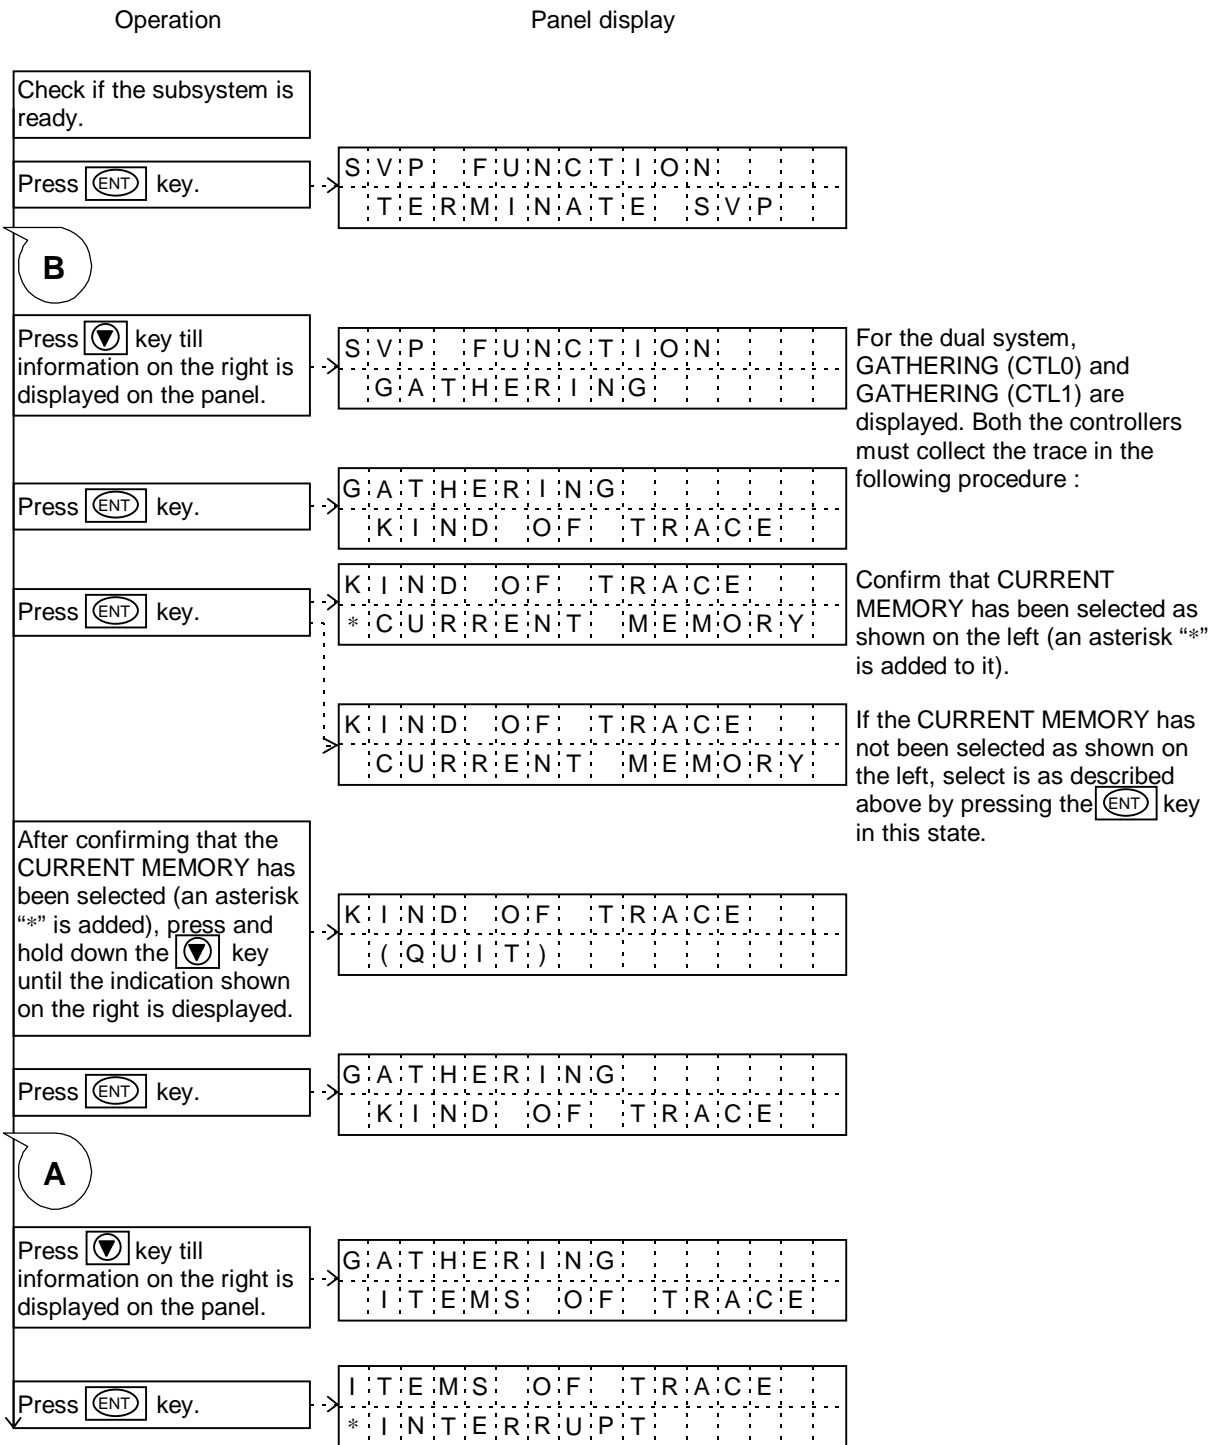 Operation Panel display
Check if the subsystem is
ready.
Press ENT key.
SVP FUNCTION
TERMINATE SVP
B
Press key till
information on the right is
displayed on the panel.
SVP FUNCTION
GATHERING
For the dual system,
GATHERING (CTL0) and
GATHERING (CTL1) are
displayed. Both the controllers
must collect the trace in the
following procedure :
Press ENT key.
GATHERING
KIND OF TRACE
Press ENT key.
KIND OF TRACE
*CURRENT MEMORY
Confirm that CURRENT
MEMORY has been selected as
shown on the left (an asterisk “*”
is added to it).
KIND OF TRACE
CURRENT MEMORY
If the CURRENT MEMORY has
not been selected as shown on
the left, select is as described
above by pressing the ENT key
in this state.
After confirming that the
CURRENT MEMORY has
been selected (an asterisk
“*” is added), press and
hold down the key
until the indication shown
on the right is diesplayed.
KIND OF TRACE
(QUIT)
Press ENT key.
GATHERING
KIND OF TRACE
A
Press key till
information on the right is
displayed on the panel.
GATHERING
ITEMS OF TRACE
Press ENT key.
ITEMS OF TRACE
*INTERRUPT